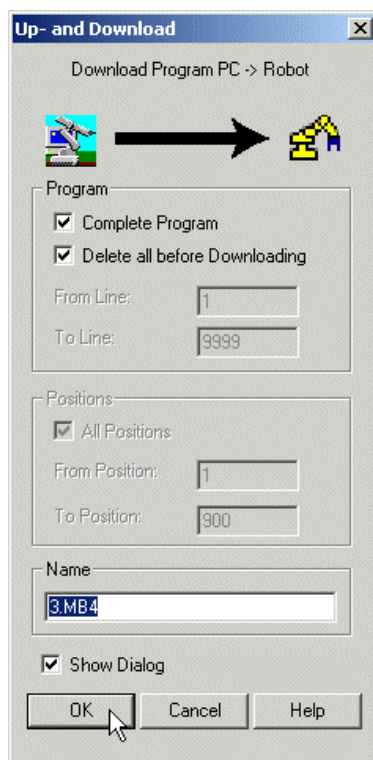 Up- and Download
Download Program PC -> Robot
Program
Complete Program
Delete all before Downloading
From Line: 1
To Line: 9999
Positions
All Positions
From Position: 1
To Position: 900
Name
3.MB4
Show Dialog
OK Cancel Help